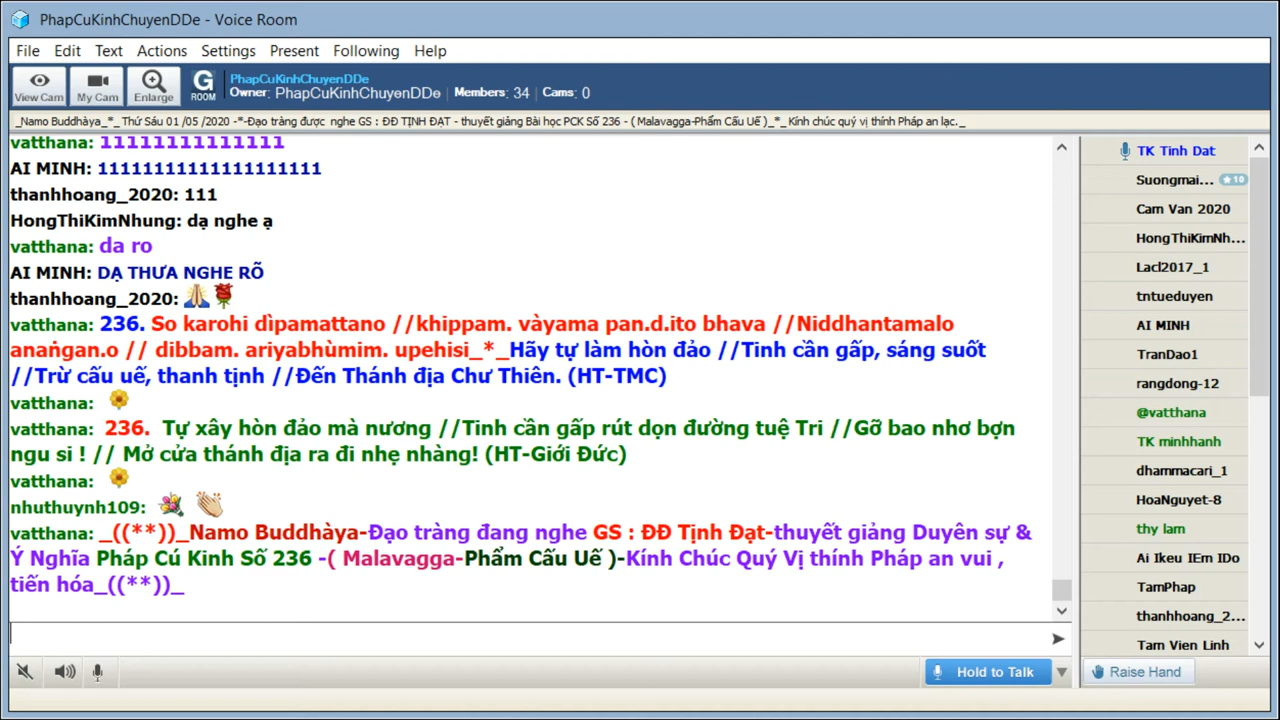 PhapCuKinhChuyenDDe - Voice Room
File Edit Text Actions Settings Present Following Help
View Cam My Cam Enlarge G ROOM
PhapCuKinhChuyenDDe
Owner: PhapCuKinhChuyenDDe Members: 34 Cams: 0
_Namo Buddhàya_*_ Thứ Sáu 01 /05 /2020 -*-Đạo tràng được nghe GS : ĐĐ TỊNH ĐẠT - thuyết giảng Bài học PCK Số 236 - ( Malavagga-Phẩm Cấu Uế )_*_ Kính chúc quý vị thính Pháp an lạc._
vatthana: 11111111111111
AI MINH: 11111111111111111111
thanhhoang_2020: 111
HongThiKimNhung: dạ nghe ạ
vatthana: da ro
AI MINH: DẠ THƯA NGHE RÕ
thanhhoang_2020:
vatthana: 236. So karohi dìpamattano //khippam. vàyama pan.d.ito bhava //Niddhantamalo
anaṅgan.o // dibbam. ariyabhùmim. upehisi_*_Hãy tự làm hòn đảo //Tinh cần gấp, sáng suốt
//Trừ cấu uế, thanh tịnh //Đến Thánh địa Chư Thiên. (HT-TMC)
vatthana:
vatthana: 236. Tự xây hòn đảo mà nương //Tinh cần gấp rút dọn đường tuệ Tri //Gỡ bao nhơ bợn
ngu si ! // Mở cửa thánh địa ra đi nhẹ nhàng! (HT-Giới Đức)
vatthana:
nhuthuynh109:
vatthana: _((**))_Namo Buddhàya-Đạo tràng đang nghe GS : ĐĐ Tịnh Đạt-thuyết giảng Duyên sự &
Ý Nghĩa Pháp Cú Kinh Số 236 -( Malavagga-Phẩm Cấu Uế )-Kính Chúc Quý Vị thính Pháp an vui ,
tiến hóa_((**))_
Hold to Talk
TK Tinh Dat
Suongmai... 10
Cam Van 2020
HongThiKimNh...
Lacl2017_1
tntueduyen
AI MINH
TranDao1
rangdong-12
@vatthana
TK minhhanh
dhammacari_1
HoaNguyet-8
thy lam
Ai Ikeu IEm IDo
TamPhap
thanhhoang_2...
Tam Vien Linh
Raise Hand